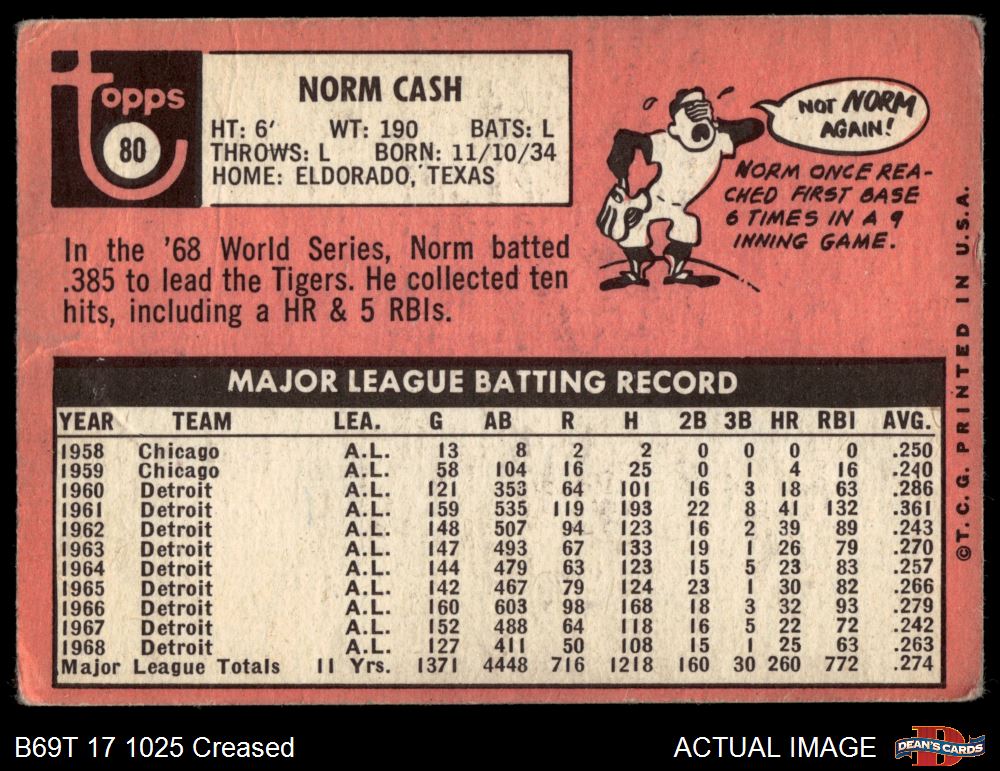 Topps
80
NORM CASH
HT: 6' WT: 190 BATS: L
THROWS: L BORN: 11/10/34
HOME: ELDORADO, TEXAS
NOT NORM
AGAIN!
NORM ONCE REA-
CHED FIRST BASE
6 TIMES IN A 9
INNING GAME.
In the '68 World Series, Norm batted
.385 to lead the Tigers. He collected ten
hits, including a HR & 5 RBIs.
MAJOR LEAGUE BATTING RECORD
YEAR TEAM LEA. G AB R H 2B 3B HR RBI AVG.
1958 Chicago A.L. 13 8 2 2 0 0 0 0 .250
1959 Chicago A.L. 58 104 16 25 0 1 4 16 .240
1960 Detroit A.L. 121 353 64 101 16 3 18 63 .286
1961 Detroit A.L. 159 535 119 193 22 8 41 132 .361
1962 Detroit A.L. 148 507 94 123 16 2 39 89 .243
1963 Detroit A.L. 147 493 67 133 19 1 26 79 .270
1964 Detroit A.L. 144 479 63 123 15 5 23 83 .257
1965 Detroit A.L. 142 467 79 124 23 1 30 82 .266
1966 Detroit A.L. 160 603 98 168 18 3 32 93 .279
1967 Detroit A.L. 152 488 64 118 16 5 22 72 .242
1968 Detroit A.L. 127 411 50 108 15 1 25 63 .263
Major League Totals 11 Yrs. 1371 4448 716 1218 160 30 260 772 .274
©T.C.G. PRINTED IN U.S.A.
B69T 17 1025 Creased
ACTUAL IMAGE
DEAN'S CARDS